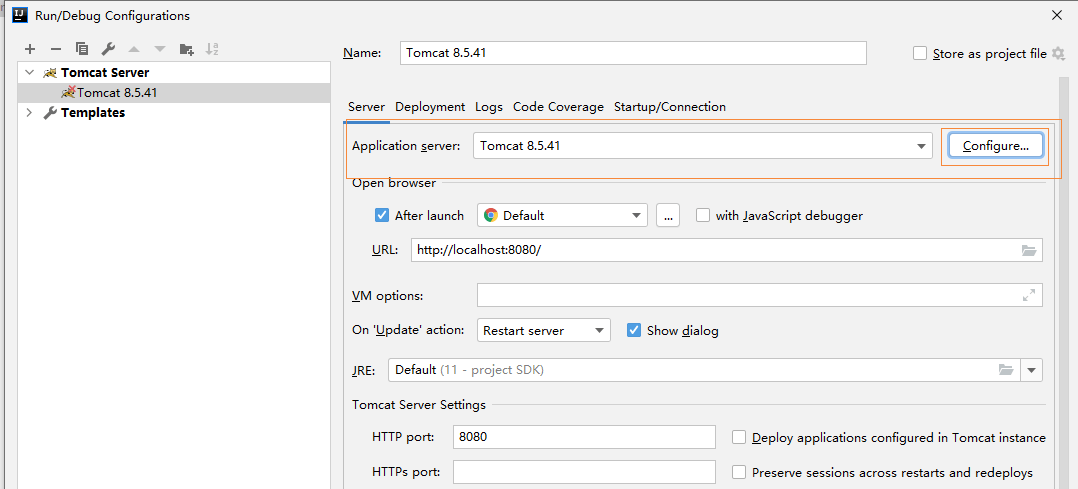 Run/Debug Configurations
Name: Tomcat 8.5.41 Store as project file
Tomcat Server
Tomcat 8.5.41
Templates
Server Deployment Logs Code Coverage Startup/Connection
Application server: Tomcat 8.5.41 Configure...
Open browser
After launch Default ... with JavaScript debugger
URL: http://localhost:8080/
VM options:
On 'Update' action: Restart server Show dialog
JRE: Default (11 - project SDK)
Tomcat Server Settings
HTTP port: 8080 Deploy applications configured in Tomcat instance
HTTPs port: Preserve sessions across restarts and redeploys